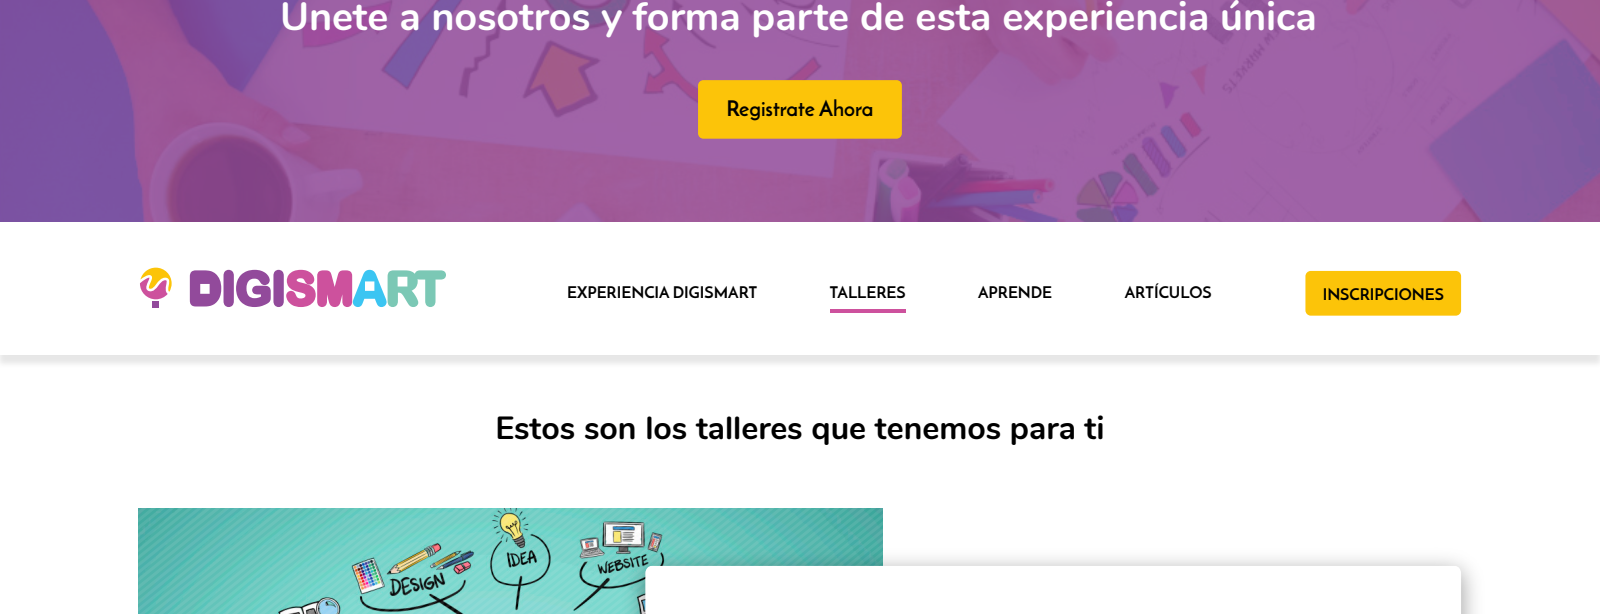 Únete a nosotros y forma parte de esta experiencia única
Registrate Ahora
DIGISMART
EXPERIENCIA DIGISMART
TALLERES
APRENDE
ARTÍCULOS
INSCRIPCIONES
Estos son los talleres que tenemos para ti
IDEA
WEBSITE
DESIGN